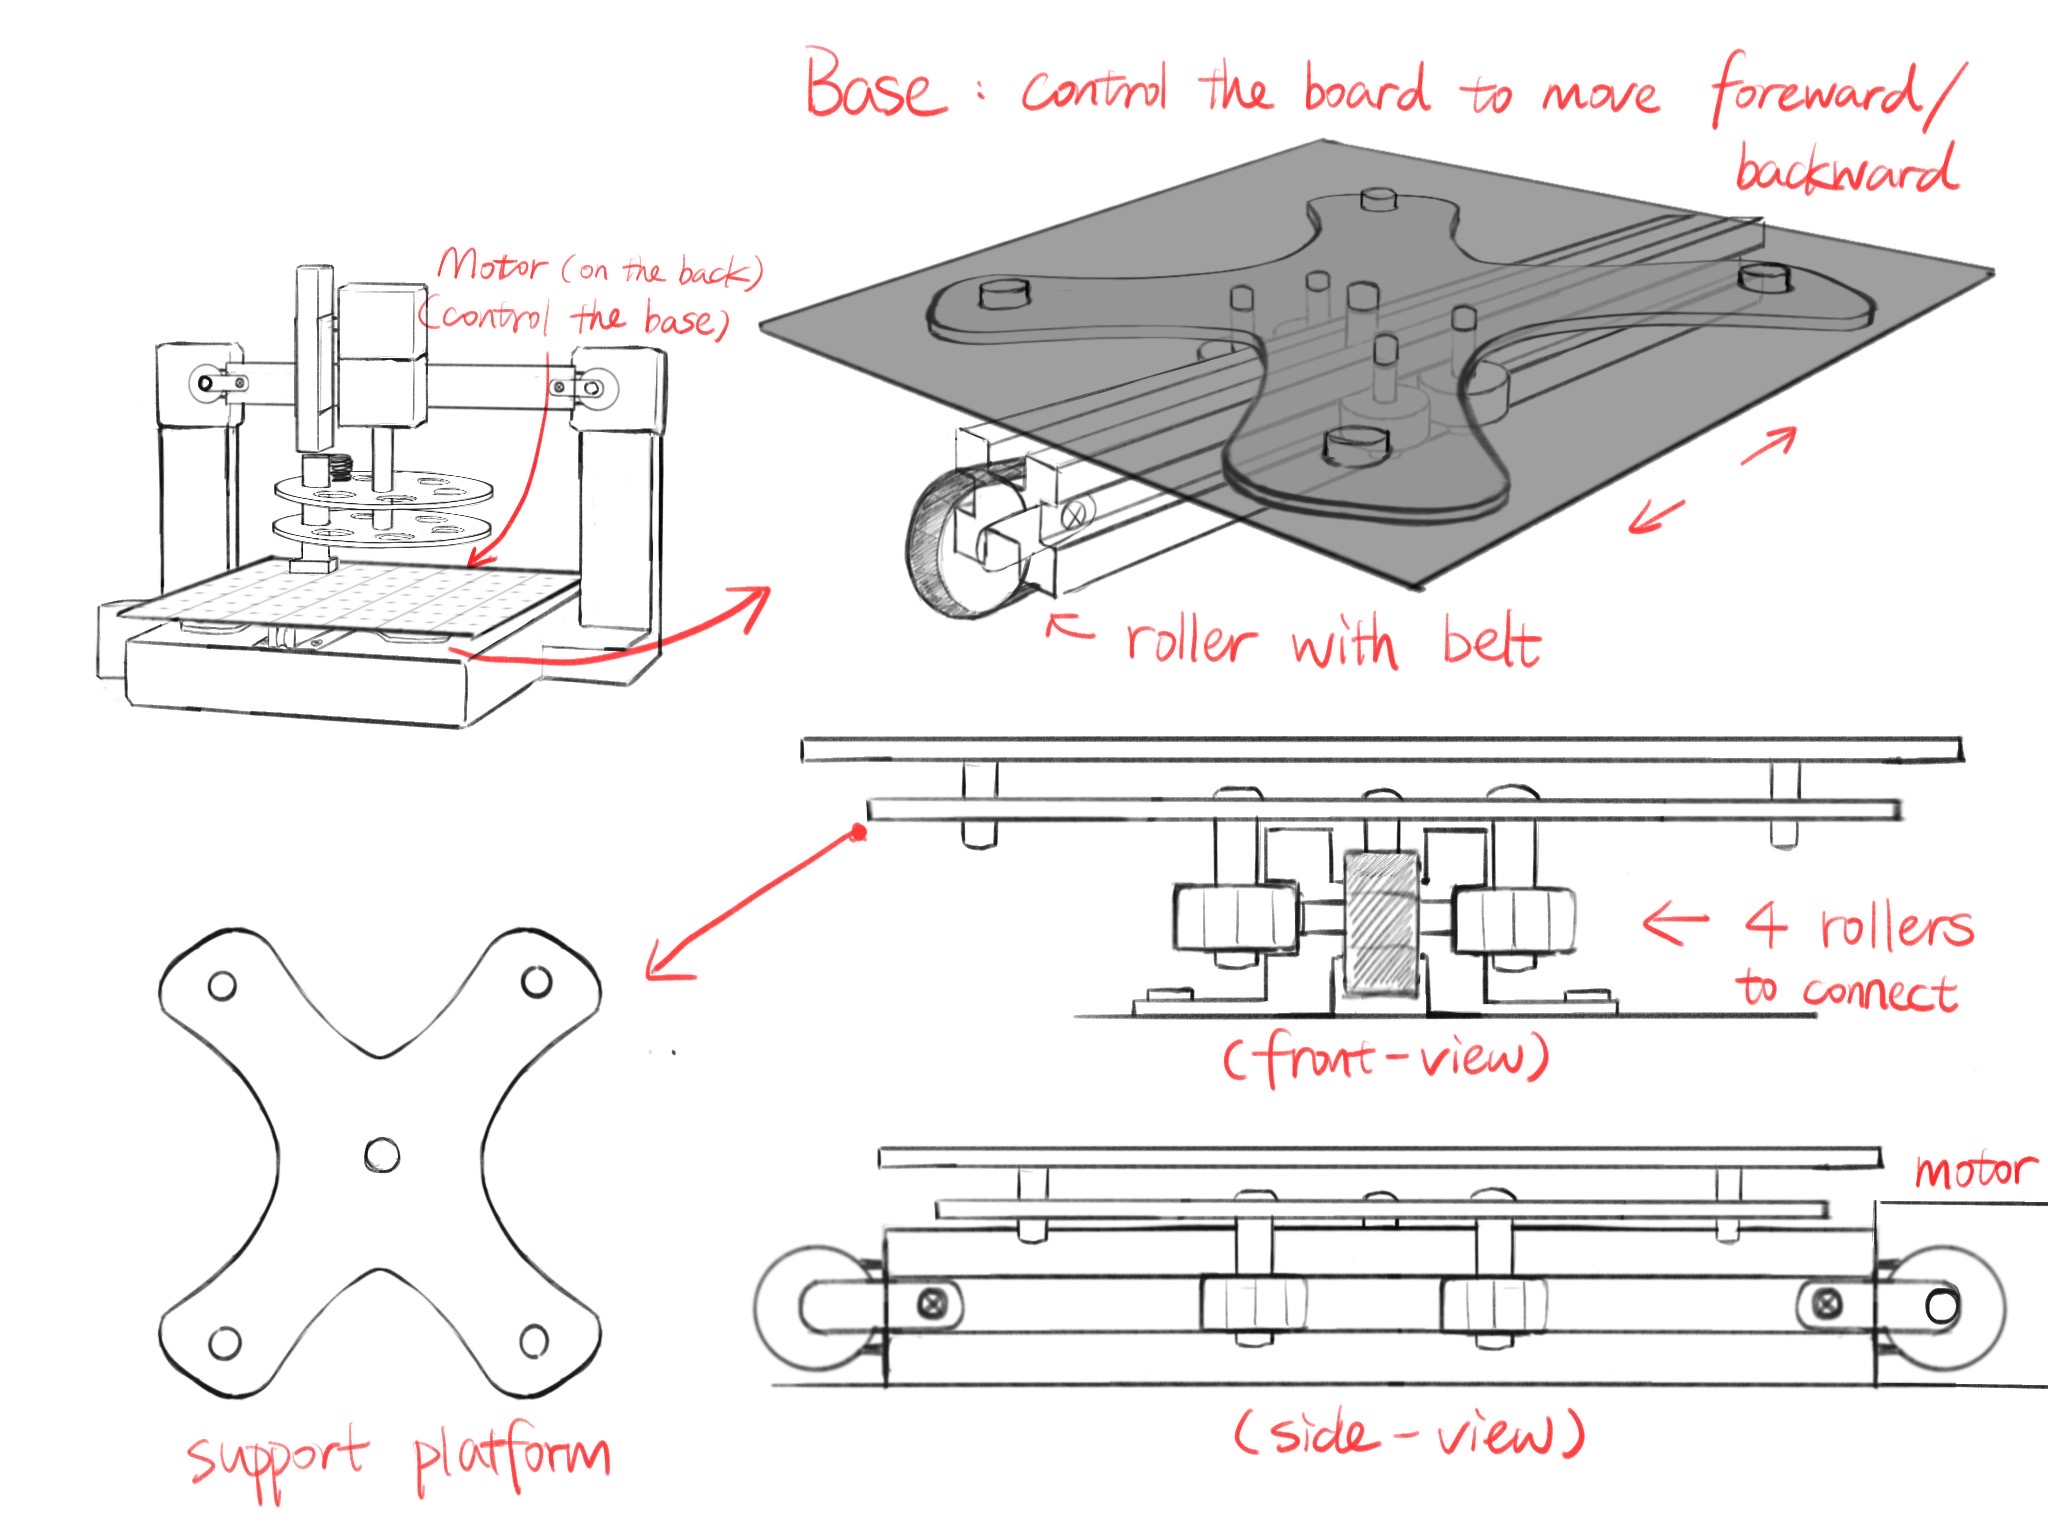 Base : control the board to move foreward/
backward
Motor (on the back)
(control the base)
roller with belt
4 rollers
to connect
(front-view)
motor
(side-view)
support platform